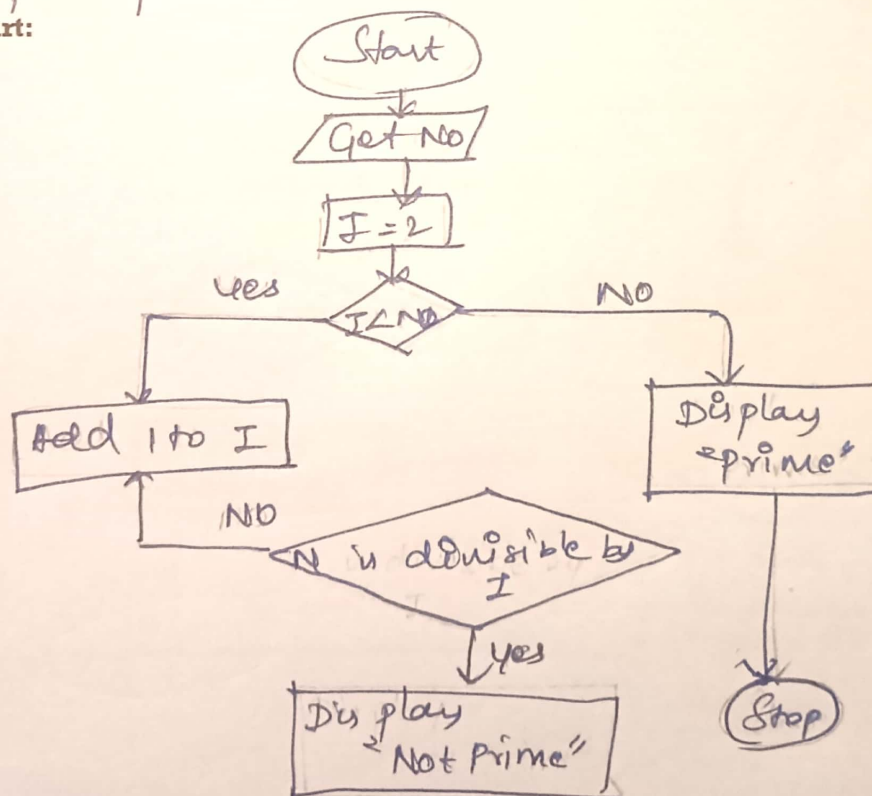 rt:
Start
Get No
I = 2
I < NO
yes
NO
Add 1 to I
Display
"Prime"
NO
N is divisible by
I
yes
Display
"Not Prime"
Stop